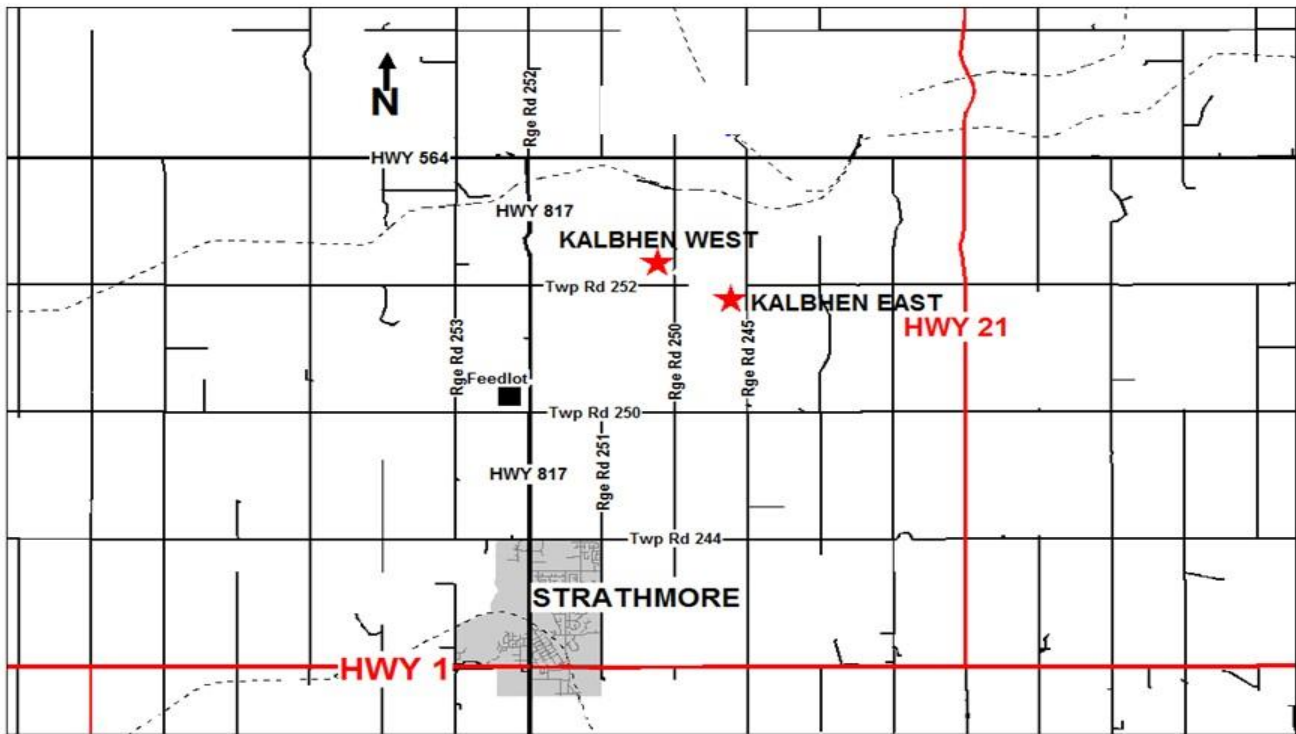 Rge Rd 252
N
HWY 564
HWY 817
KALBHEN WEST
Twp Rd 252
KALBHEN EAST
HWY 21
Rge Rd 253
Rge Rd 250
Rge Rd 245
Feedlot
Twp Rd 250
Rge Rd 251
HWY 817
Twp Rd 244
STRATHMORE
HWY 1